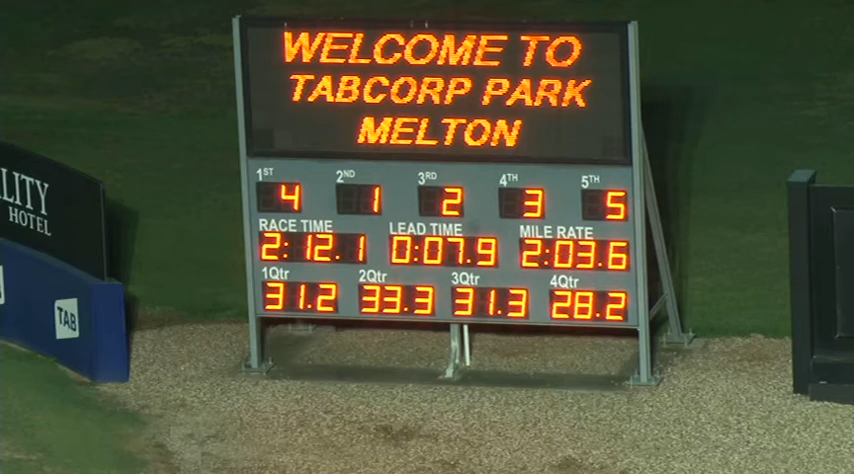 WELCOME TO
TABCORP PARK
MELTON
1ST 2ND 3RD 4TH 5TH
4 1 2 3 5
RACE TIME LEAD TIME MILE RATE
2:12.1 0:07.9 2:03.6
1Qtr 2Qtr 3Qtr 4Qtr
31.2 33.3 31.3 28.2
HOTEL
TAB